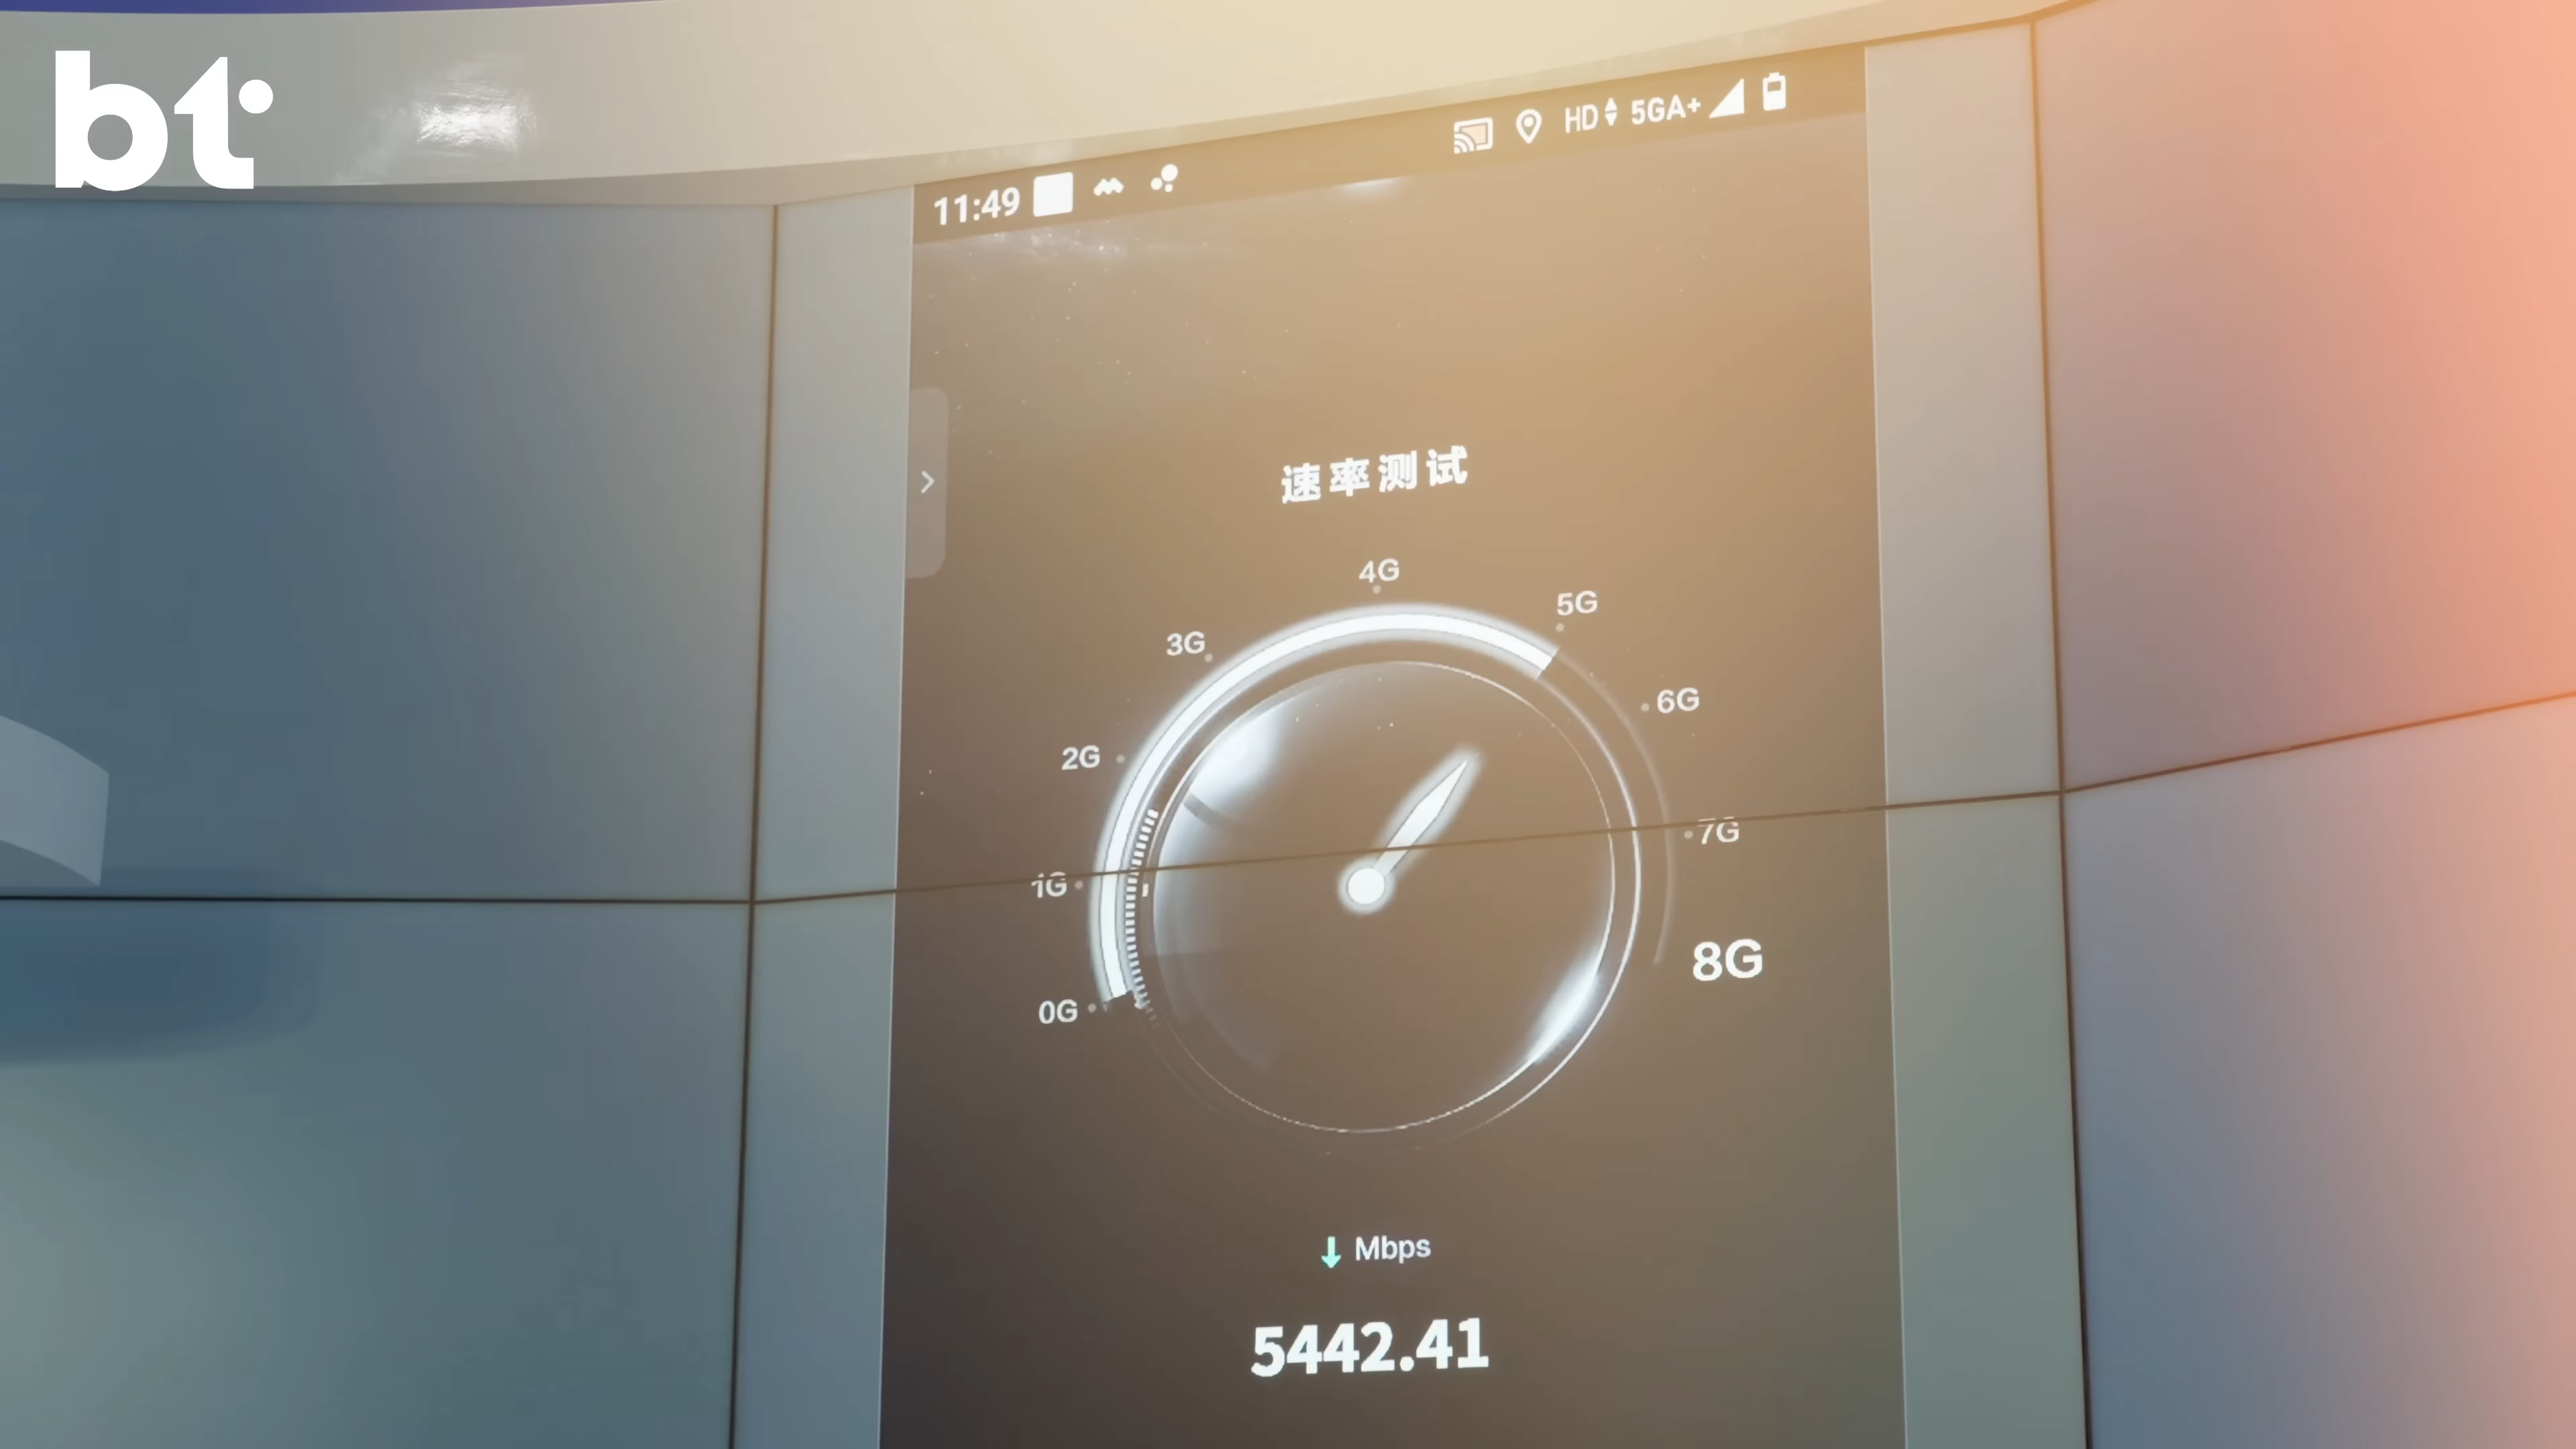 bt
11:49
HD 5GA+
速率测试
4G
5G
3G
6G
2G
7G
1G
8G
0G
Mbps
5442.41